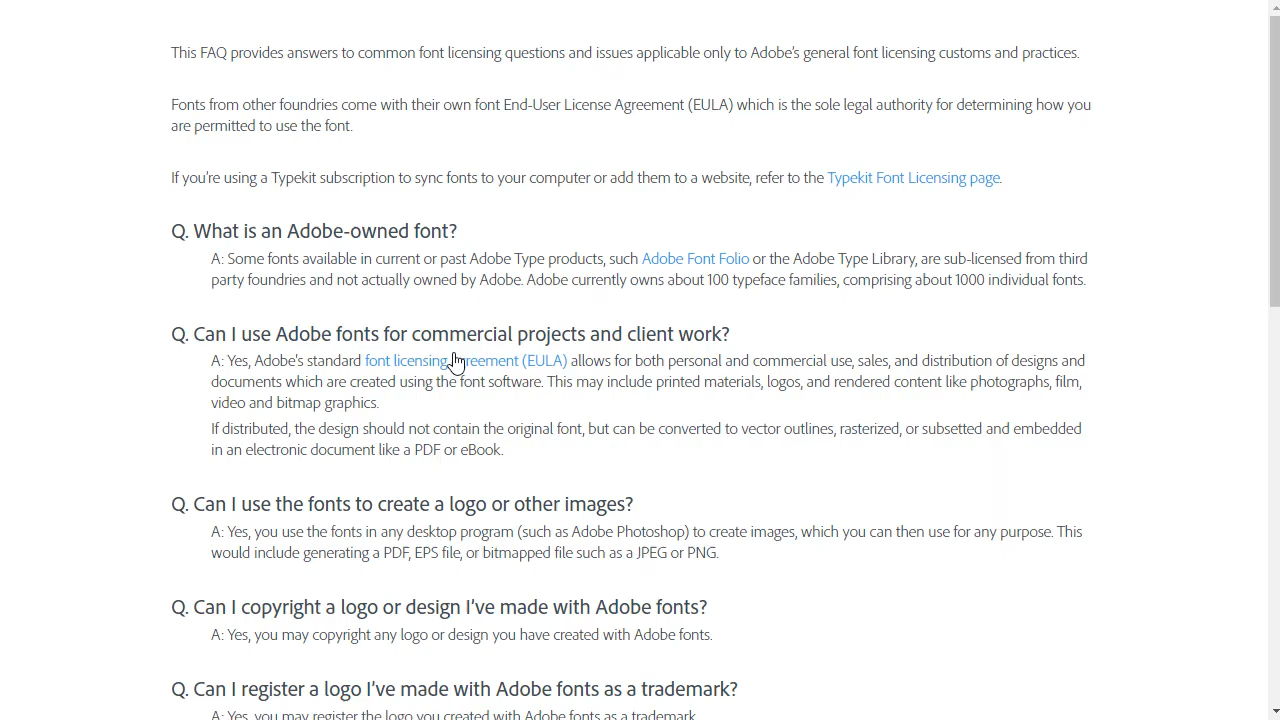 This FAQ provides answers to common font licensing questions and issues applicable only to Adobe's general font licensing customs and practices.
Fonts from other foundries come with their own font End-User License Agreement (EULA) which is the sole legal authority for determining how you
are permitted to use the font.
If you're using a Typekit subscription to sync fonts to your computer or add them to a website, refer to the Typekit Font Licensing page.
Q. What is an Adobe-owned font?
A: Some fonts available in current or past Adobe Type products, such Adobe Font Folio or the Adobe Type Library, are sub-licensed from third
party foundries and not actually owned by Adobe. Adobe currently owns about 100 typeface families, comprising about 1000 individual fonts.
Q. Can I use Adobe fonts for commercial projects and client work?
A: Yes, Adobe's standard font licensing agreement (EULA) allows for both personal and commercial use, sales, and distribution of designs and
documents which are created using the font software. This may include printed materials, logos, and rendered content like photographs, film,
video and bitmap graphics.
If distributed, the design should not contain the original font, but can be converted to vector outlines, rasterized, or subsetted and embedded
in an electronic document like a PDF or eBook.
Q. Can I use the fonts to create a logo or other images?
A: Yes, you use the fonts in any desktop program (such as Adobe Photoshop) to create images, which you can then use for any purpose. This
would include generating a PDF, EPS file, or bitmapped file such as a JPEG or PNG.
Q. Can I copyright a logo or design I've made with Adobe fonts?
A: Yes, you may copyright any logo or design you have created with Adobe fonts.
Q. Can I register a logo I've made with Adobe fonts as a trademark?
A: Yes, you may register the logo you created with Adobe fonts as a trademark.